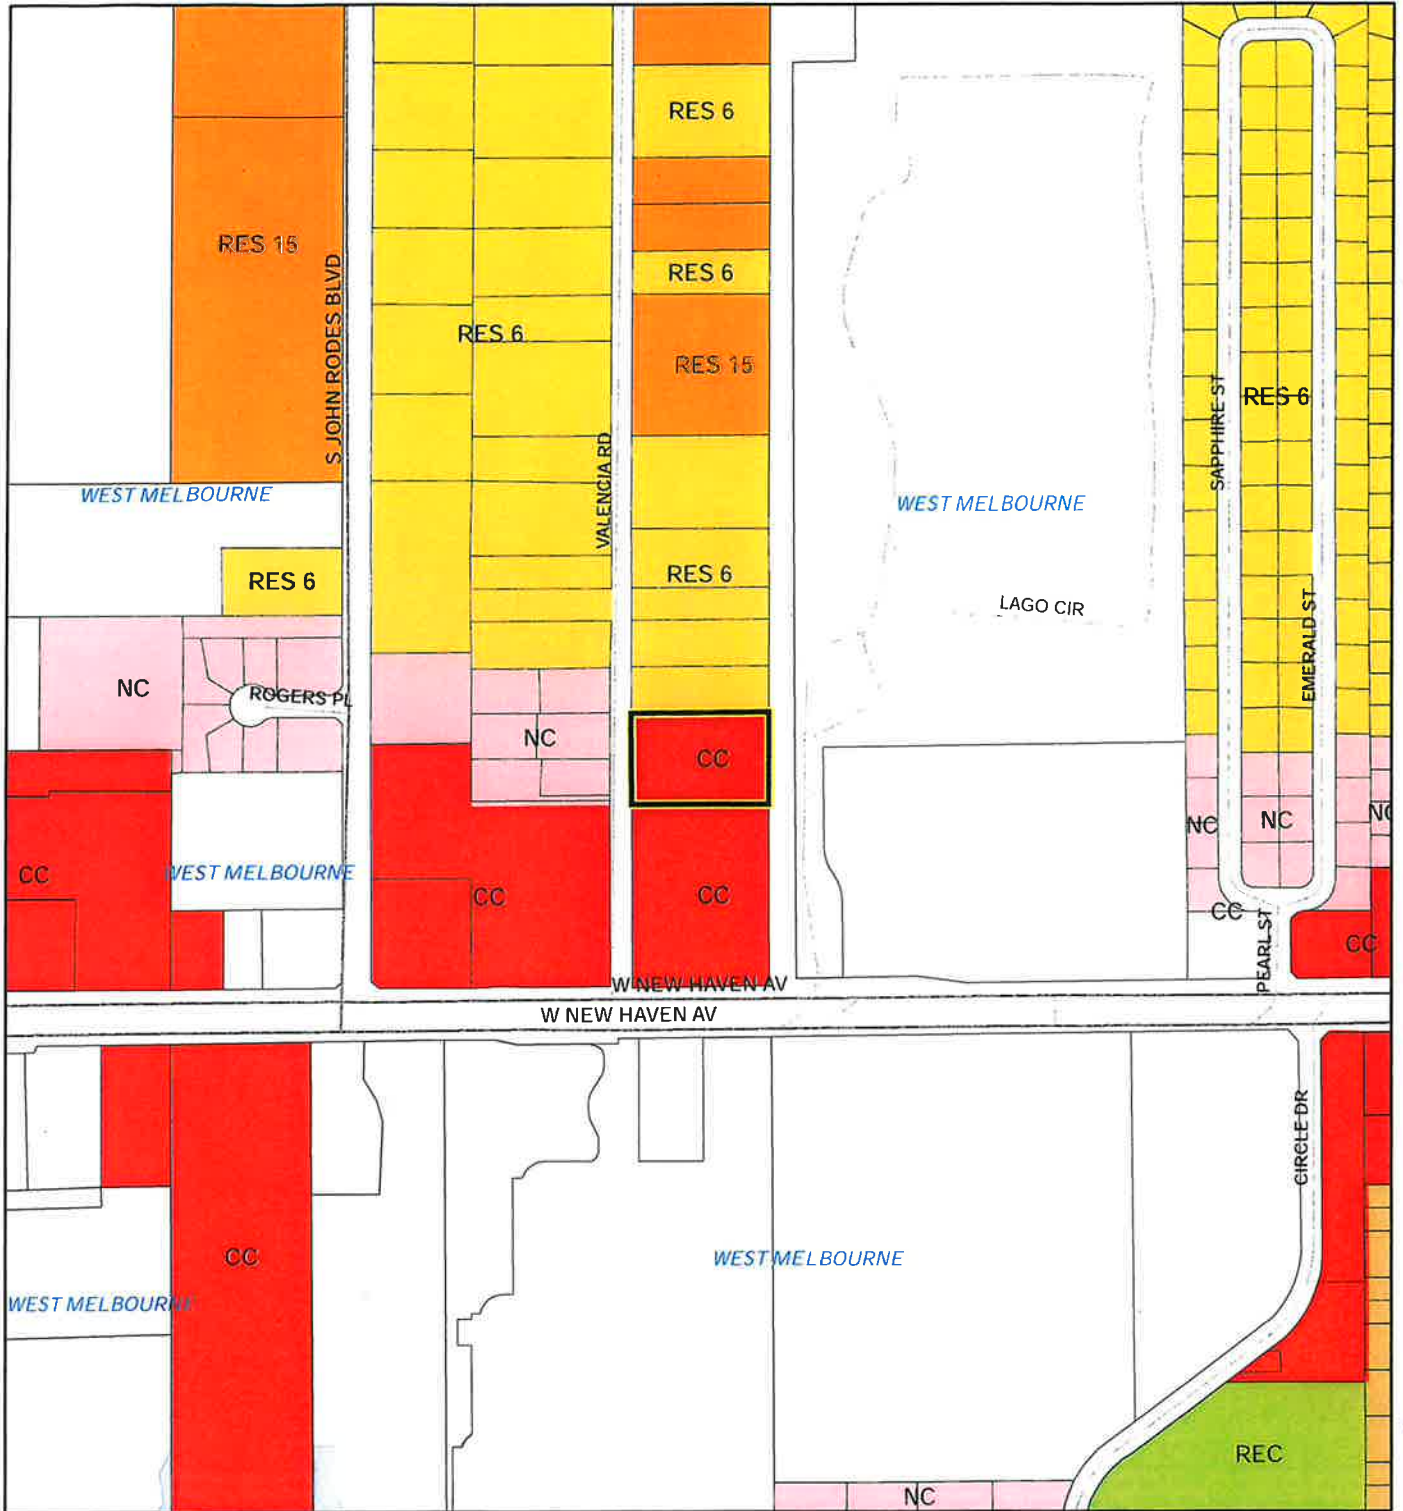 RES 6
RES 15
S JOHN RODES BLVD
RES 6
RES 6
RES 15
VALENCIA RD
SAPPHIRE ST
RES 6
WEST MELBOURNE
WEST MELBOURNE
RES 6
RES 6
LAGO CIR
EMERALD ST
NC
ROGERS PL
NC
CC
NC
NC
NC
CC
WEST MELBOURNE
CC
CC
CC
PEARL ST
CC
W NEW HAVEN AV
W NEW HAVEN AV
CIRCLE DR
CC
WEST MELBOURNE
WEST MELBOURNE
REC
NC